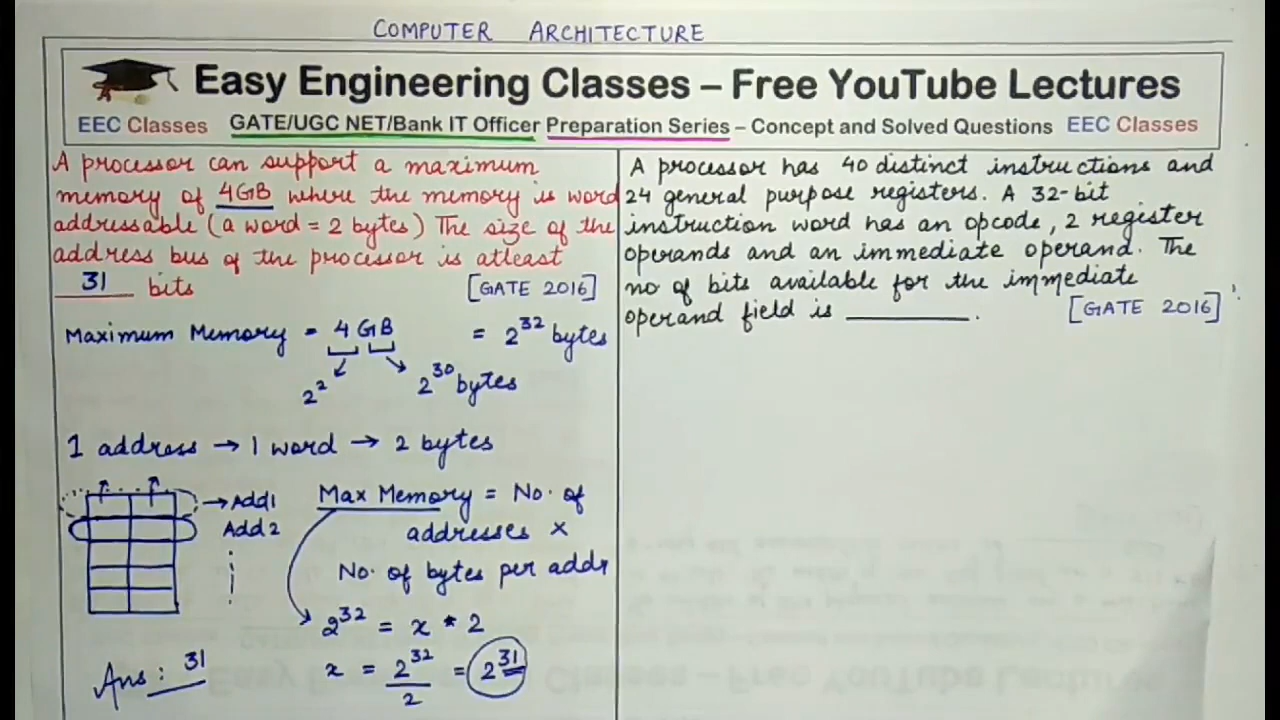 COMPUTER ARCHITECTURE
Easy Engineering Classes – Free YouTube Lectures
EEC Classes GATE/UGC NET/Bank IT Officer Preparation Series – Concept and Solved Questions EEC Classes
A processor can support a maximum
memory of 4GB where the memory is word
addressable (a word = 2 bytes) The size of the
address bus of the processor is atleast
31 bits [GATE 2016]
Maximum Memory = 4 GB = 2^32 bytes
2^2 2^30 bytes
1 address → 1 word → 2 bytes
→ Add1
Add2
Max Memory = No. of
addresses ×
No. of bytes per addr
2^32 = x * 2
x = 2^32/2 = 2^31
Ans: 31
A processor has 40 distinct instructions and
24 general purpose registers. A 32-bit
instruction word has an opcode, 2 register
operands and an immediate operand. The
no of bits available for the immediate
operand field is ________. [GATE 2016]